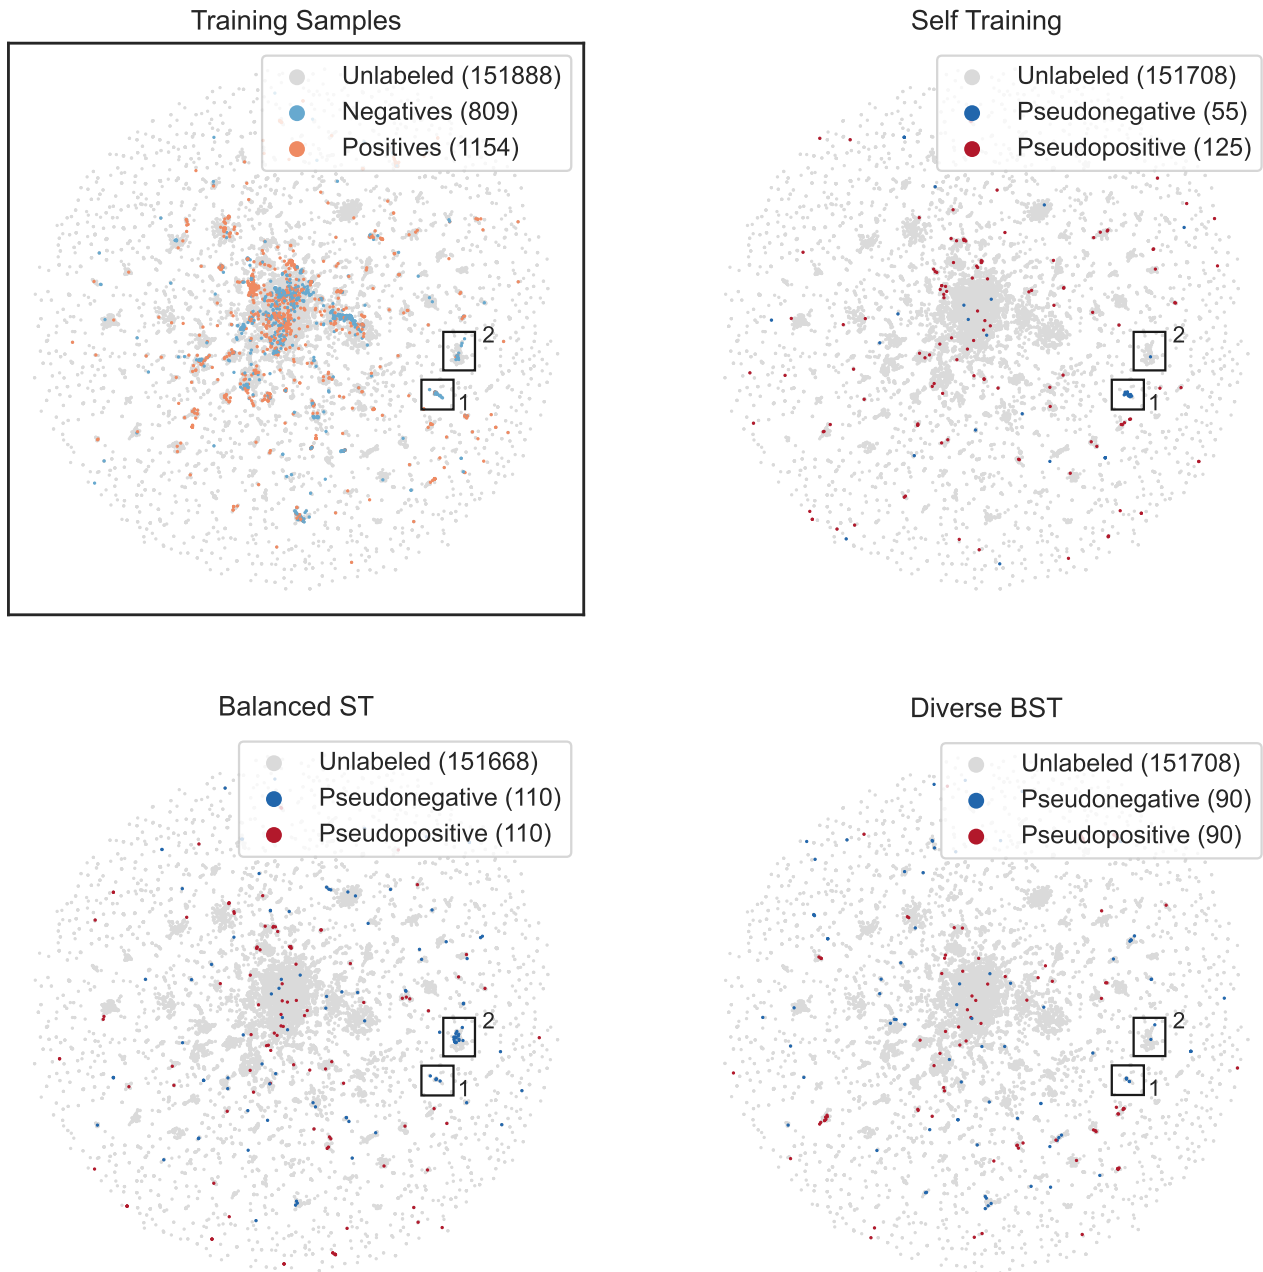 Training Samples
Unlabeled (151888)
Negatives (809)
Positives (1154)
2
1
Self Training
Unlabeled (151708)
Pseudonegative (55)
Pseudopositive (125)
2
1
Balanced ST
Unlabeled (151668)
Pseudonegative (110)
Pseudopositive (110)
2
1
Diverse BST
Unlabeled (151708)
Pseudonegative (90)
Pseudopositive (90)
2
1